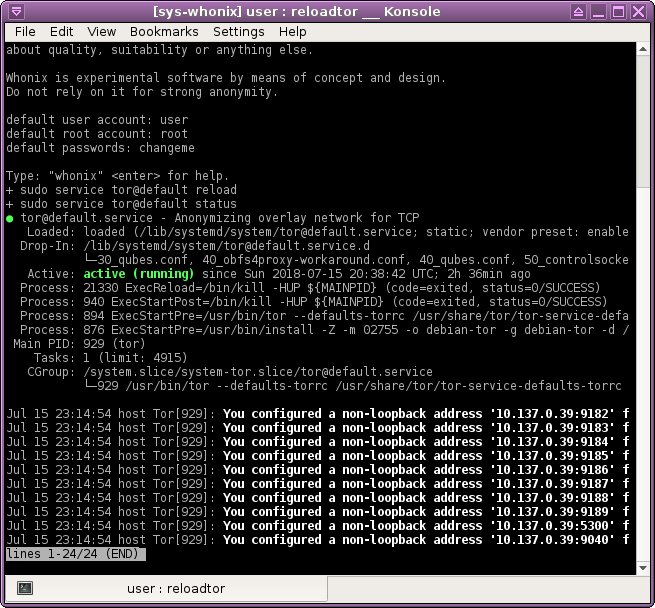 [sys-whonix] user : reloadtor ___ Konsole
File Edit View Bookmarks Settings Help
about quality, suitability or anything else.
Whonix is experimental software by means of concept and design.
Do not rely on it for strong anonymity.
default user account: user
default root account: root
default passwords: changeme
Type: "whonix" <enter> for help.
+ sudo service tor@default reload
+ sudo service tor@default status
● tor@default.service - Anonymizing overlay network for TCP
Loaded: loaded (/lib/systemd/system/tor@default.service; static; vendor preset: enable
Drop-In: /lib/systemd/system/tor@default.service.d
└─30_qubes.conf, 40_obfs4proxy-workaround.conf, 40_qubes.conf, 50_controlsocke
Active: active (running) since Sun 2018-07-15 20:38:42 UTC; 2h 36min ago
Process: 21330 ExecReload=/bin/kill -HUP ${MAINPID} (code=exited, status=0/SUCCESS)
Process: 940 ExecStartPost=/bin/kill -HUP ${MAINPID} (code=exited, status=0/SUCCESS)
Process: 894 ExecStartPre=/usr/bin/tor --defaults-torrc /usr/share/tor/tor-service-defa
Process: 876 ExecStartPre=/usr/bin/install -Z -m 02755 -o debian-tor -g debian-tor -d /
Main PID: 929 (tor)
Tasks: 1 (limit: 4915)
CGroup: /system.slice/system-tor.slice/tor@default.service
└─929 /usr/bin/tor --defaults-torrc /usr/share/tor/tor-service-defaults-torrc
Jul 15 23:14:54 host Tor[929]: You configured a non-loopback address '10.137.0.39:9182' f
Jul 15 23:14:54 host Tor[929]: You configured a non-loopback address '10.137.0.39:9183' f
Jul 15 23:14:54 host Tor[929]: You configured a non-loopback address '10.137.0.39:9184' f
Jul 15 23:14:54 host Tor[929]: You configured a non-loopback address '10.137.0.39:9185' f
Jul 15 23:14:54 host Tor[929]: You configured a non-loopback address '10.137.0.39:9186' f
Jul 15 23:14:54 host Tor[929]: You configured a non-loopback address '10.137.0.39:9187' f
Jul 15 23:14:54 host Tor[929]: You configured a non-loopback address '10.137.0.39:9188' f
Jul 15 23:14:54 host Tor[929]: You configured a non-loopback address '10.137.0.39:9189' f
Jul 15 23:14:54 host Tor[929]: You configured a non-loopback address '10.137.0.39:5300' f
Jul 15 23:14:54 host Tor[929]: You configured a non-loopback address '10.137.0.39:9040' f
lines 1-24/24 (END)
user : reloadtor